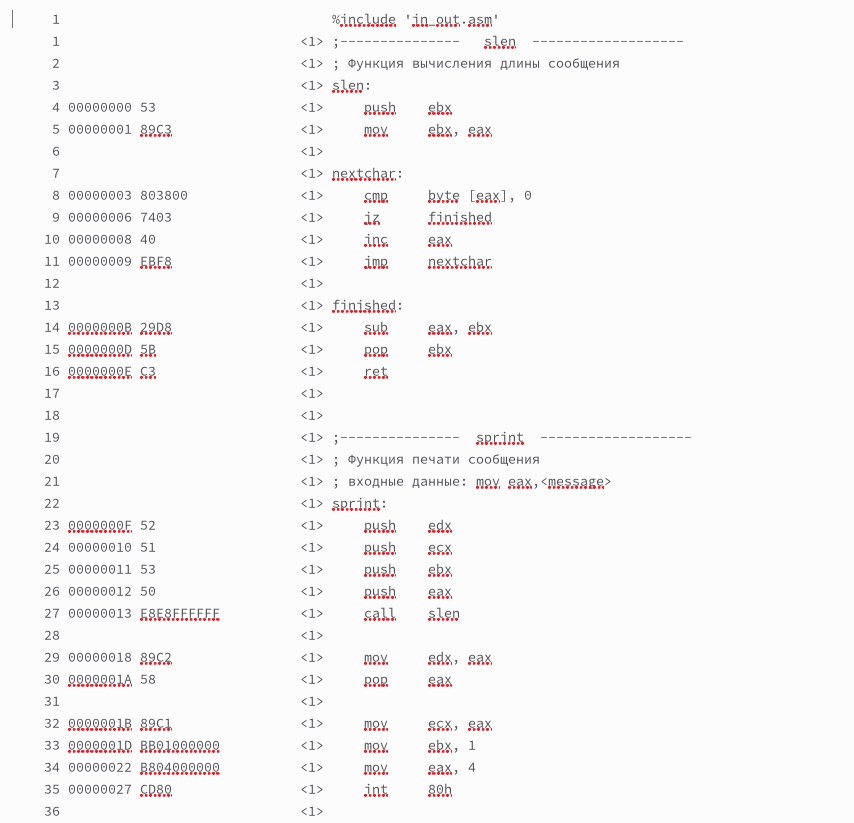 1 %include 'in_out.asm'
1 <1> ;--------------- slen -------------------
2 <1> ; Функция вычисления длины сообщения
3 <1> slen:
4 00000000 53 <1> push ebx
5 00000001 89C3 <1> mov ebx, eax
6 <1>
7 <1> nextchar:
8 00000003 803800 <1> cmp byte [eax], 0
9 00000006 7403 <1> jz finished
10 00000008 40 <1> inc eax
11 00000009 EBF8 <1> jmp nextchar
12 <1>
13 <1> finished:
14 0000000B 29D8 <1> sub eax, ebx
15 0000000D 5B <1> pop ebx
16 0000000E C3 <1> ret
17 <1>
18 <1>
19 <1> ;--------------- sprint -------------------
20 <1> ; Функция печати сообщения
21 <1> ; входные данные: mov eax,<message>
22 <1> sprint:
23 0000000F 52 <1> push edx
24 00000010 51 <1> push ecx
25 00000011 53 <1> push ebx
26 00000012 50 <1> push eax
27 00000013 E8E8FFFFFF <1> call slen
28 <1>
29 00000018 89C2 <1> mov edx, eax
30 0000001A 58 <1> pop eax
31 <1>
32 0000001B 89C1 <1> mov ecx, eax
33 0000001D BB01000000 <1> mov ebx, 1
34 00000022 B804000000 <1> mov eax, 4
35 00000027 CD80 <1> int 80h
36 <1>